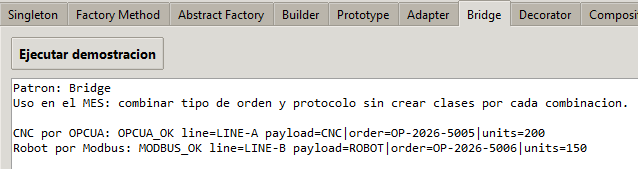 Singleton Factory Method Abstract Factory Builder Prototype Adapter Bridge Decorator
Ejecutar demostracion
Patron: Bridge
Uso en el MES: combinar tipo de orden y protocolo sin crear clases por cada combinacion.
CNC por OPCUA: OPCUA_OK line=LINE-A payload=CNC|order=OP-2026-5005|units=200
Robot por Modbus: MODBUS_OK line=LINE-B payload=ROBOT|order=OP-2026-5006|units=150